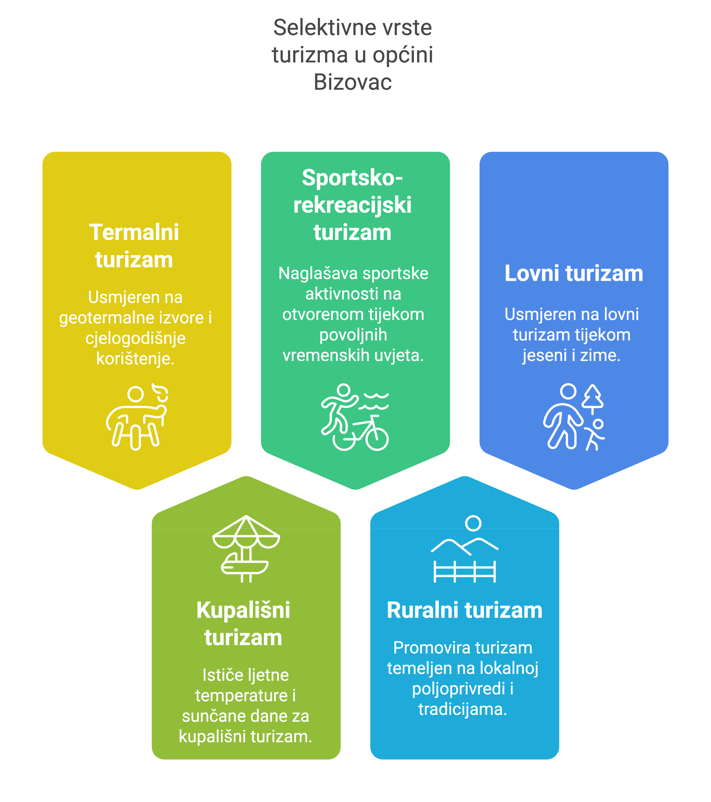 Selektivne vrste
turizma u općini
Bizovac
Termalni
turizam
Usmjeren na
geotermalne izvore i
cjelogodišnje
korištenje.
Sportsko-
rekreacijski
turizam
Naglašava sportske
aktivnosti na
otvorenom tijekom
povoljnih
vremenskih uvjeta.
Lovni turizam
Usmjeren na lovni
turizam tijekom
jeseni i zime.
Kupališni
turizam
Ističe ljetne
temperature i
sunčane dane za
kupališni turizam.
Ruralni turizam
Promovira turizam
temeljen na lokalnoj
poljoprivredi i
tradicijama.